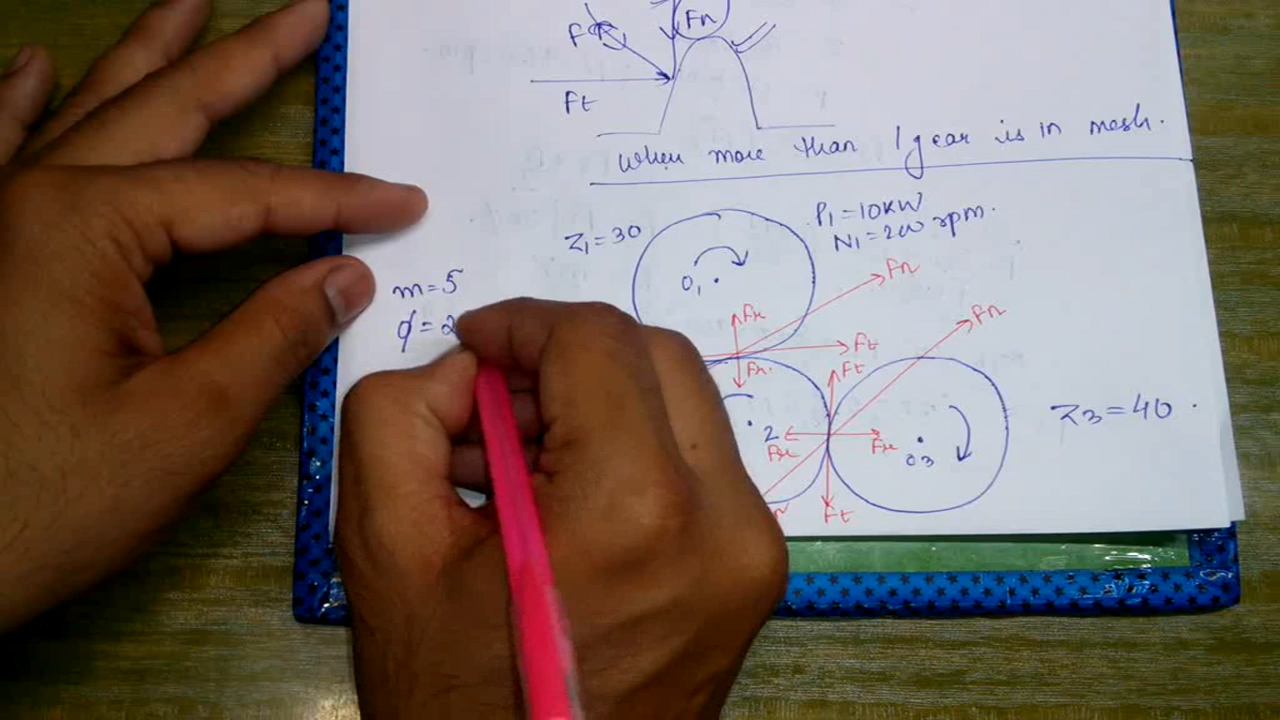 Fn
Ft
When more than 1 gear is in mesh.
Z1=30
P1=10KW
N1=200 rpm.
O1
m=5
φ=2
Fn
Fn
Fr
Ft
Fr
Ft
2
Fr
Fr
O3
Z3=40
Ft